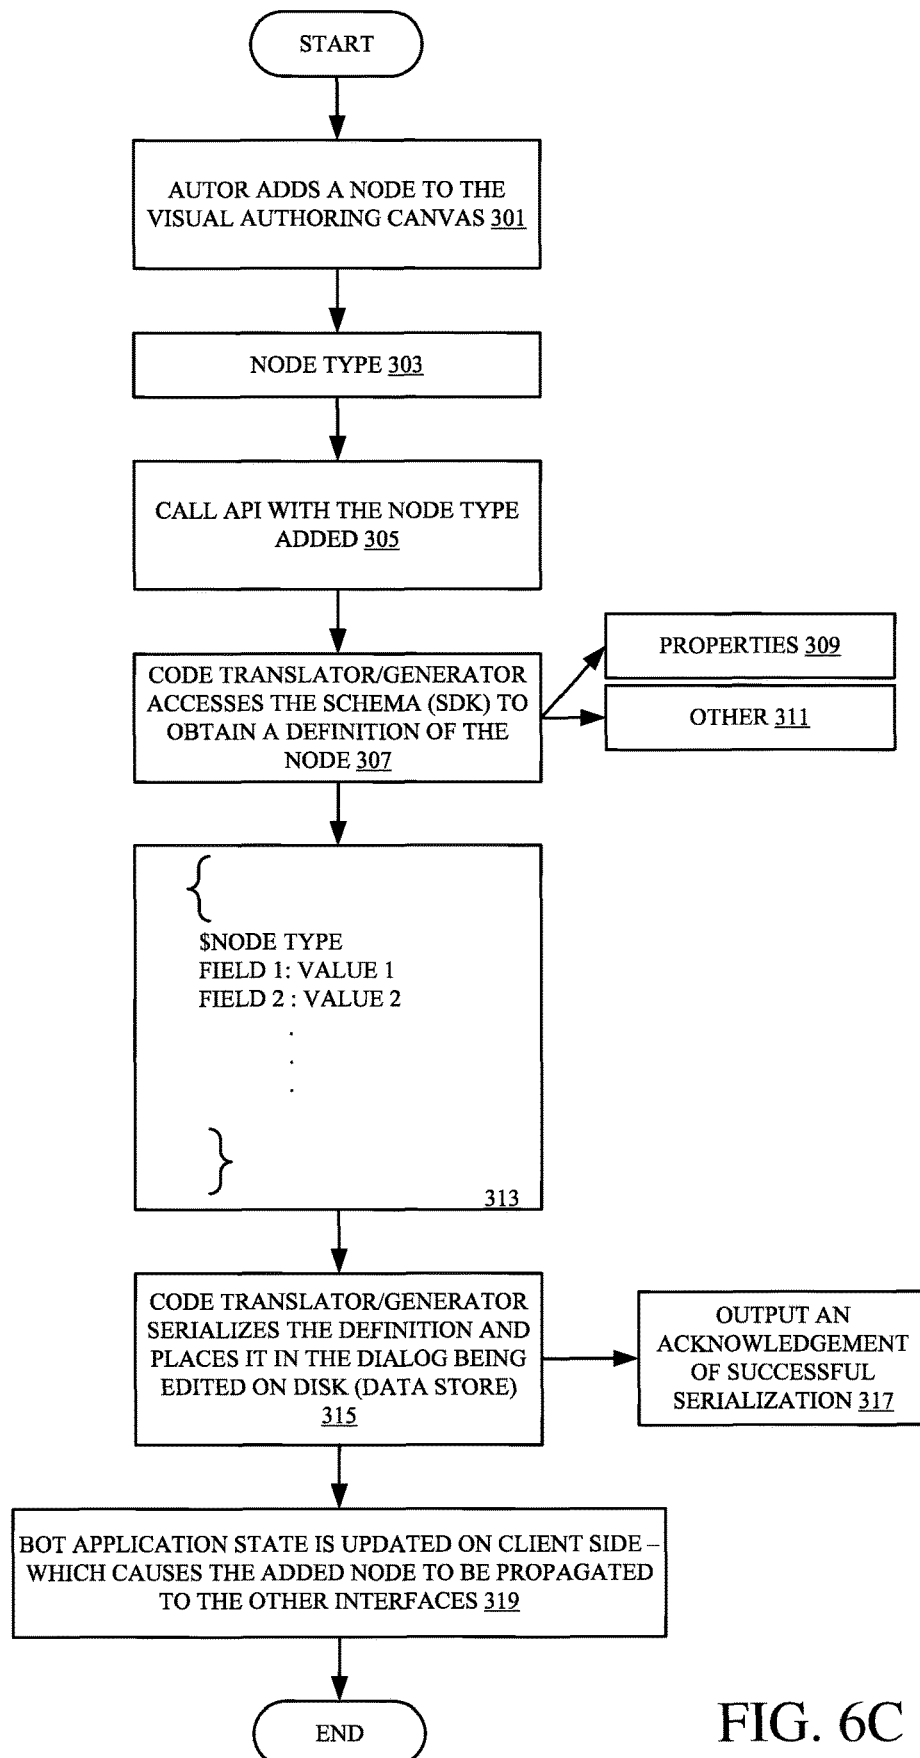 START
AUTOR ADDS A NODE TO THE
VISUAL AUTHORING CANVAS 301
NODE TYPE 303
CALL API WITH THE NODE TYPE
ADDED 305
CODE TRANSLATOR/GENERATOR
ACCESSES THE SCHEMA (SDK) TO
OBTAIN A DEFINITION OF THE
NODE 307
PROPERTIES 309
OTHER 311
{
$NODE TYPE
FIELD 1: VALUE 1
FIELD 2 : VALUE 2
.
.
.
}
313
CODE TRANSLATOR/GENERATOR
SERIALIZES THE DEFINITION AND
PLACES IT IN THE DIALOG BEING
EDITED ON DISK (DATA STORE)
315
OUTPUT AN
ACKNOWLEDGEMENT
OF SUCCESSFUL
SERIALIZATION 317
BOT APPLICATION STATE IS UPDATED ON CLIENT SIDE –
WHICH CAUSES THE ADDED NODE TO BE PROPAGATED
TO THE OTHER INTERFACES 319
END
FIG. 6C